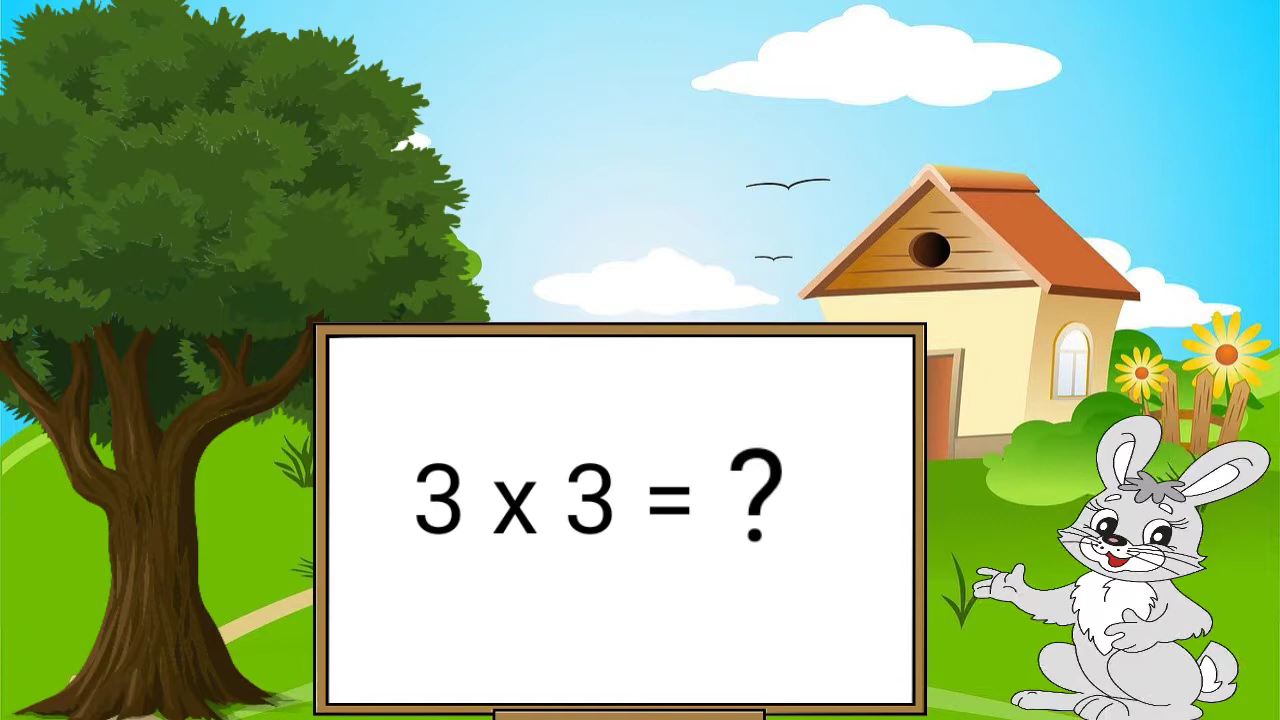 3 x 3 = ?